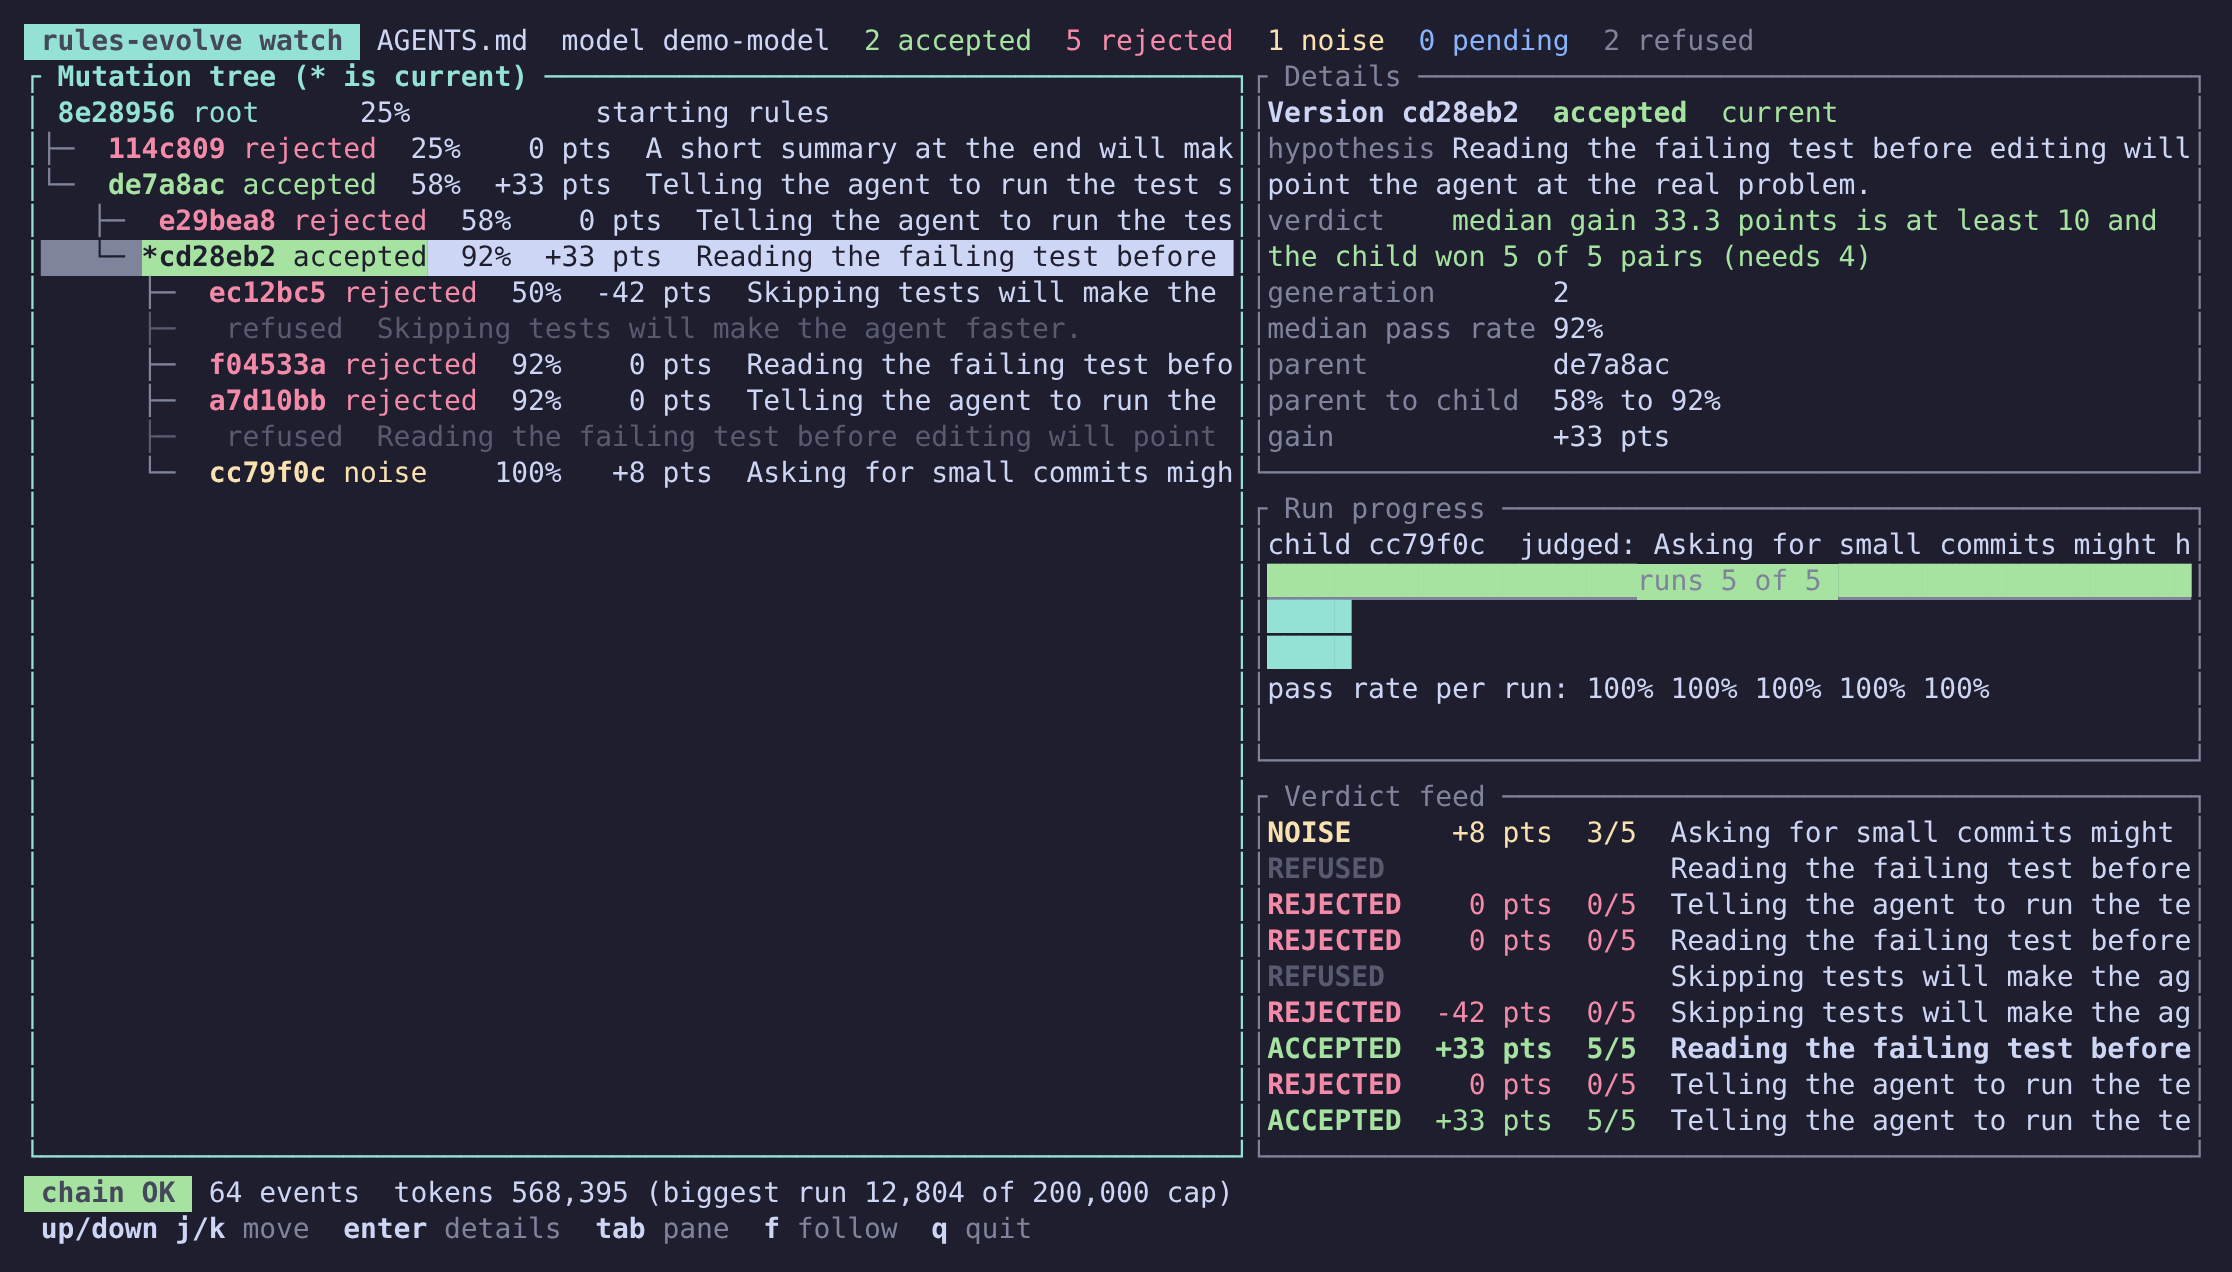 rules-evolve watch AGENTS.md model demo-model 2 accepted 5 rejected 1 noise 0 pending 2 refused
Mutation tree (* is current)
8e28956 root 25% starting rules
114c809 rejected 25% 0 pts A short summary at the end will mak
de7a8ac accepted 58% +33 pts Telling the agent to run the test s
e29bea8 rejected 58% 0 pts Telling the agent to run the tes
*cd28eb2 accepted 92% +33 pts Reading the failing test before
ec12bc5 rejected 50% -42 pts Skipping tests will make the
refused Skipping tests will make the agent faster.
f04533a rejected 92% 0 pts Reading the failing test befo
a7d10bb rejected 92% 0 pts Telling the agent to run the
refused Reading the failing test before editing will point
cc79f0c noise 100% +8 pts Asking for small commits migh
Details
Version cd28eb2 accepted current
hypothesis Reading the failing test before editing will
point the agent at the real problem.
verdict median gain 33.3 points is at least 10 and
the child won 5 of 5 pairs (needs 4)
generation 2
median pass rate 92%
parent de7a8ac
parent to child 58% to 92%
gain +33 pts
Run progress
child cc79f0c judged: Asking for small commits might h
runs 5 of 5
pass rate per run: 100% 100% 100% 100% 100%
Verdict feed
NOISE +8 pts 3/5 Asking for small commits might
REFUSED Reading the failing test before
REJECTED 0 pts 0/5 Telling the agent to run the te
REJECTED 0 pts 0/5 Reading the failing test before
REFUSED Skipping tests will make the ag
REJECTED -42 pts 0/5 Skipping tests will make the ag
ACCEPTED +33 pts 5/5 Reading the failing test before
REJECTED 0 pts 0/5 Telling the agent to run the te
ACCEPTED +33 pts 5/5 Telling the agent to run the te
chain OK 64 events tokens 568,395 (biggest run 12,804 of 200,000 cap)
up/down j/k move enter details tab pane f follow q quit